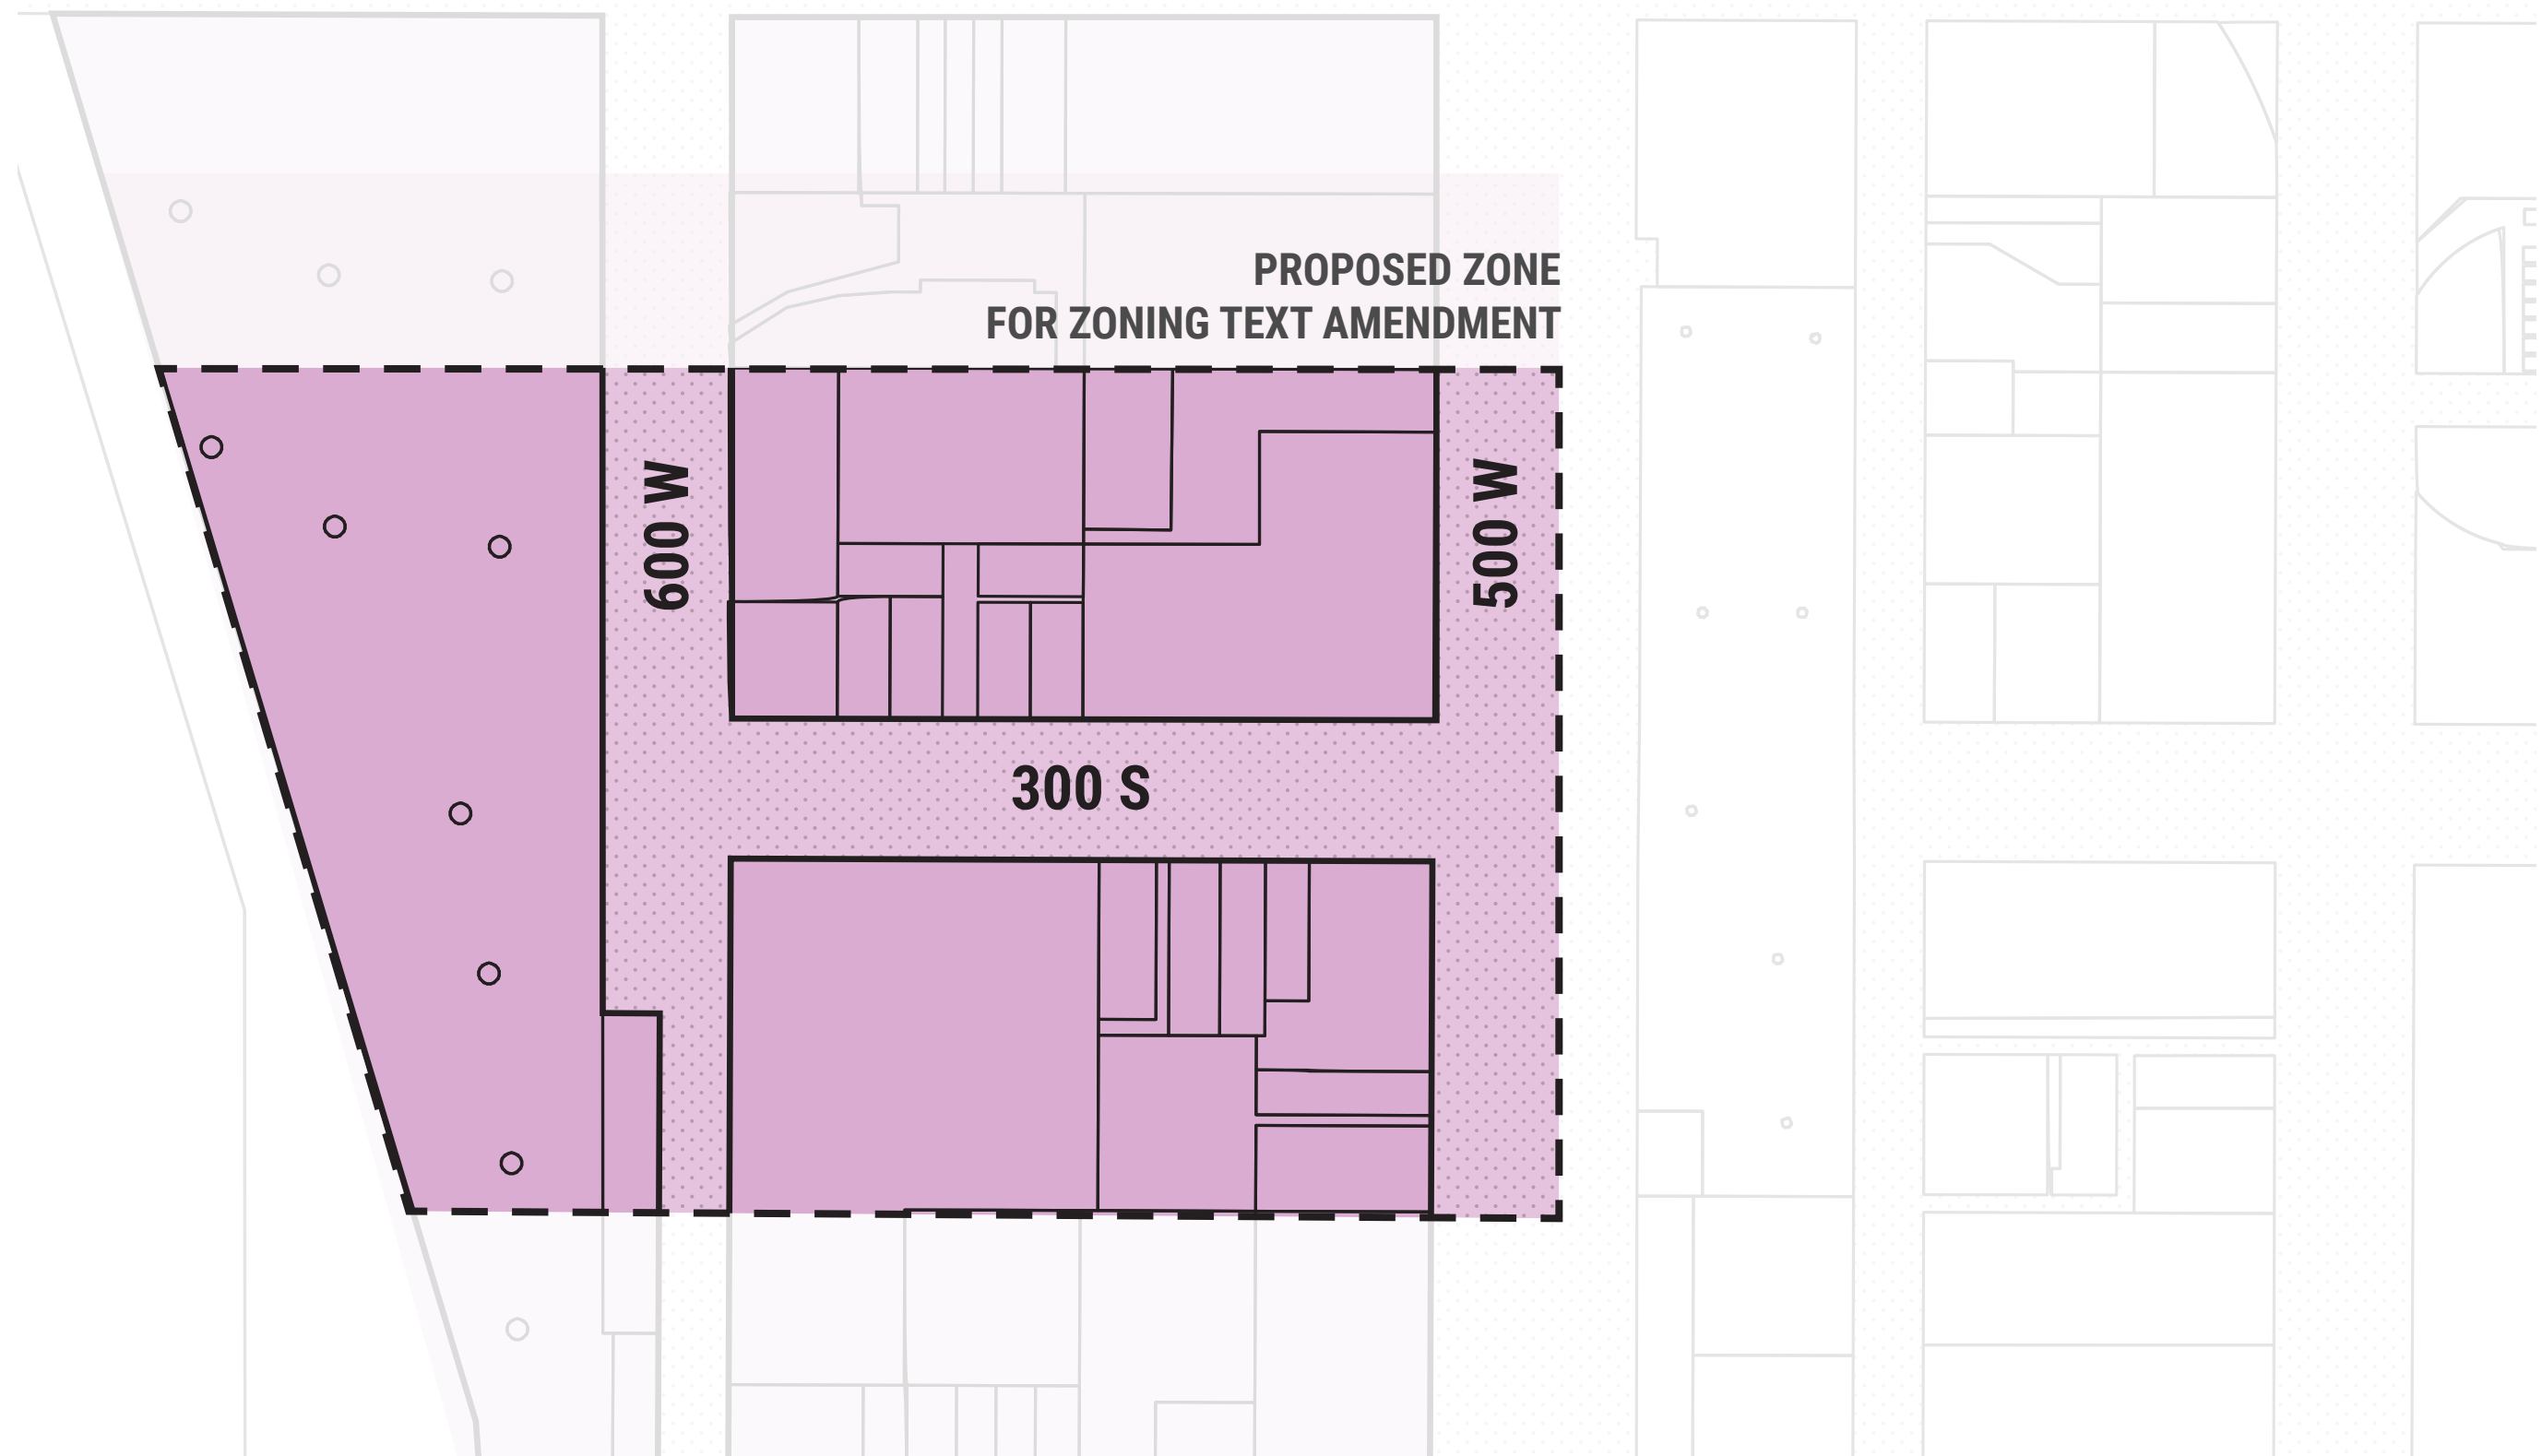 PROPOSED ZONE
FOR ZONING TEXT AMENDMENT
600 W
500 W
300 S